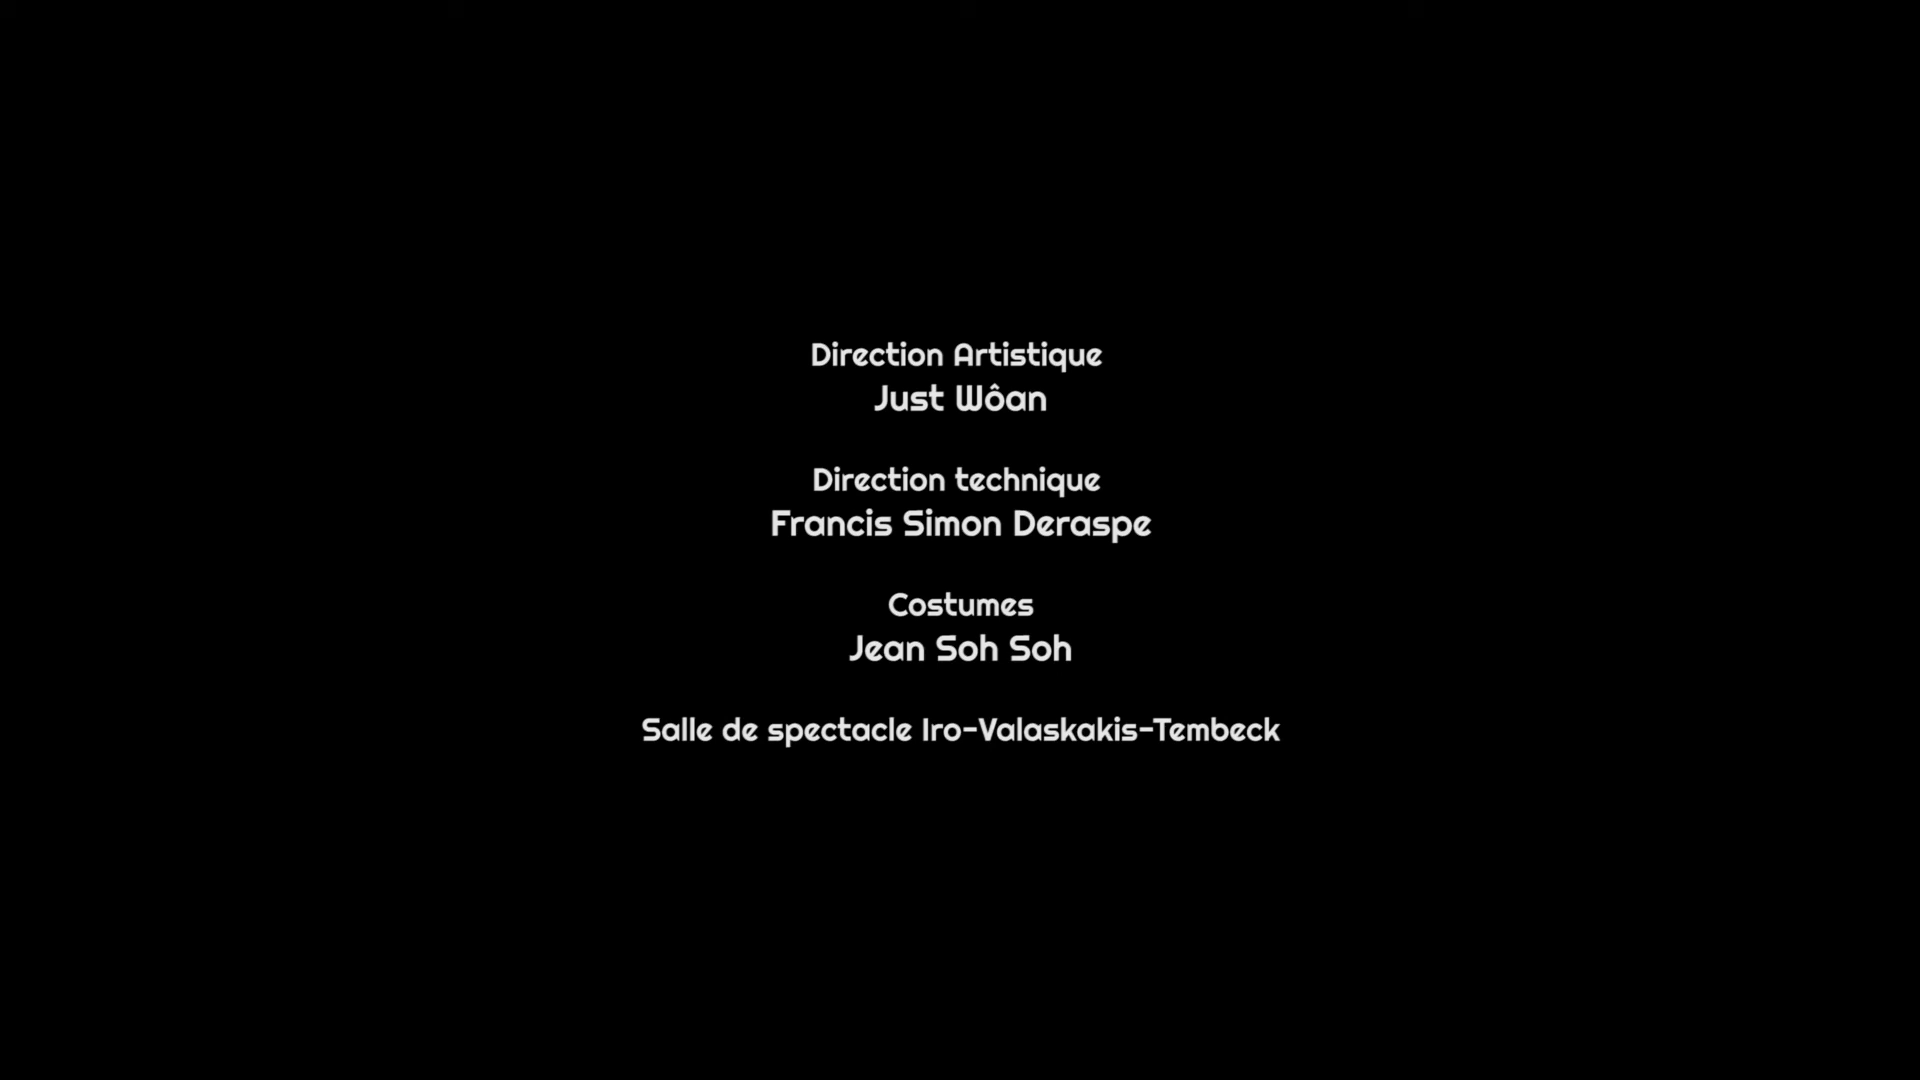 Direction Artistique
Just Wôan
Direction technique
Francis Simon Deraspe
Costumes
Jean Soh Soh
Salle de spectacle Iro-Valaskakis-Tembeck